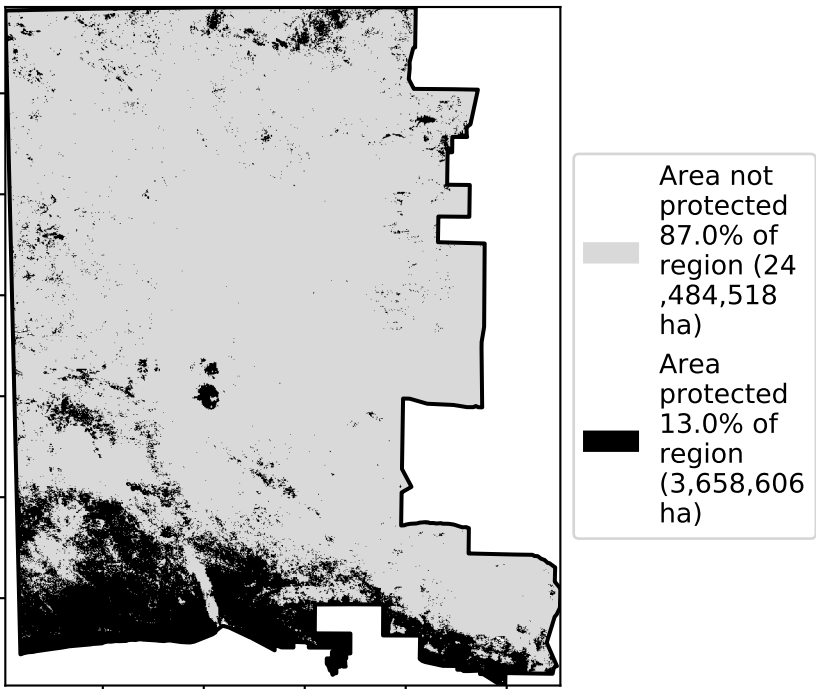 Area not
protected
87.0% of
region (24
,484,518
ha)
Area
protected
13.0% of
region
(3,658,606
ha)